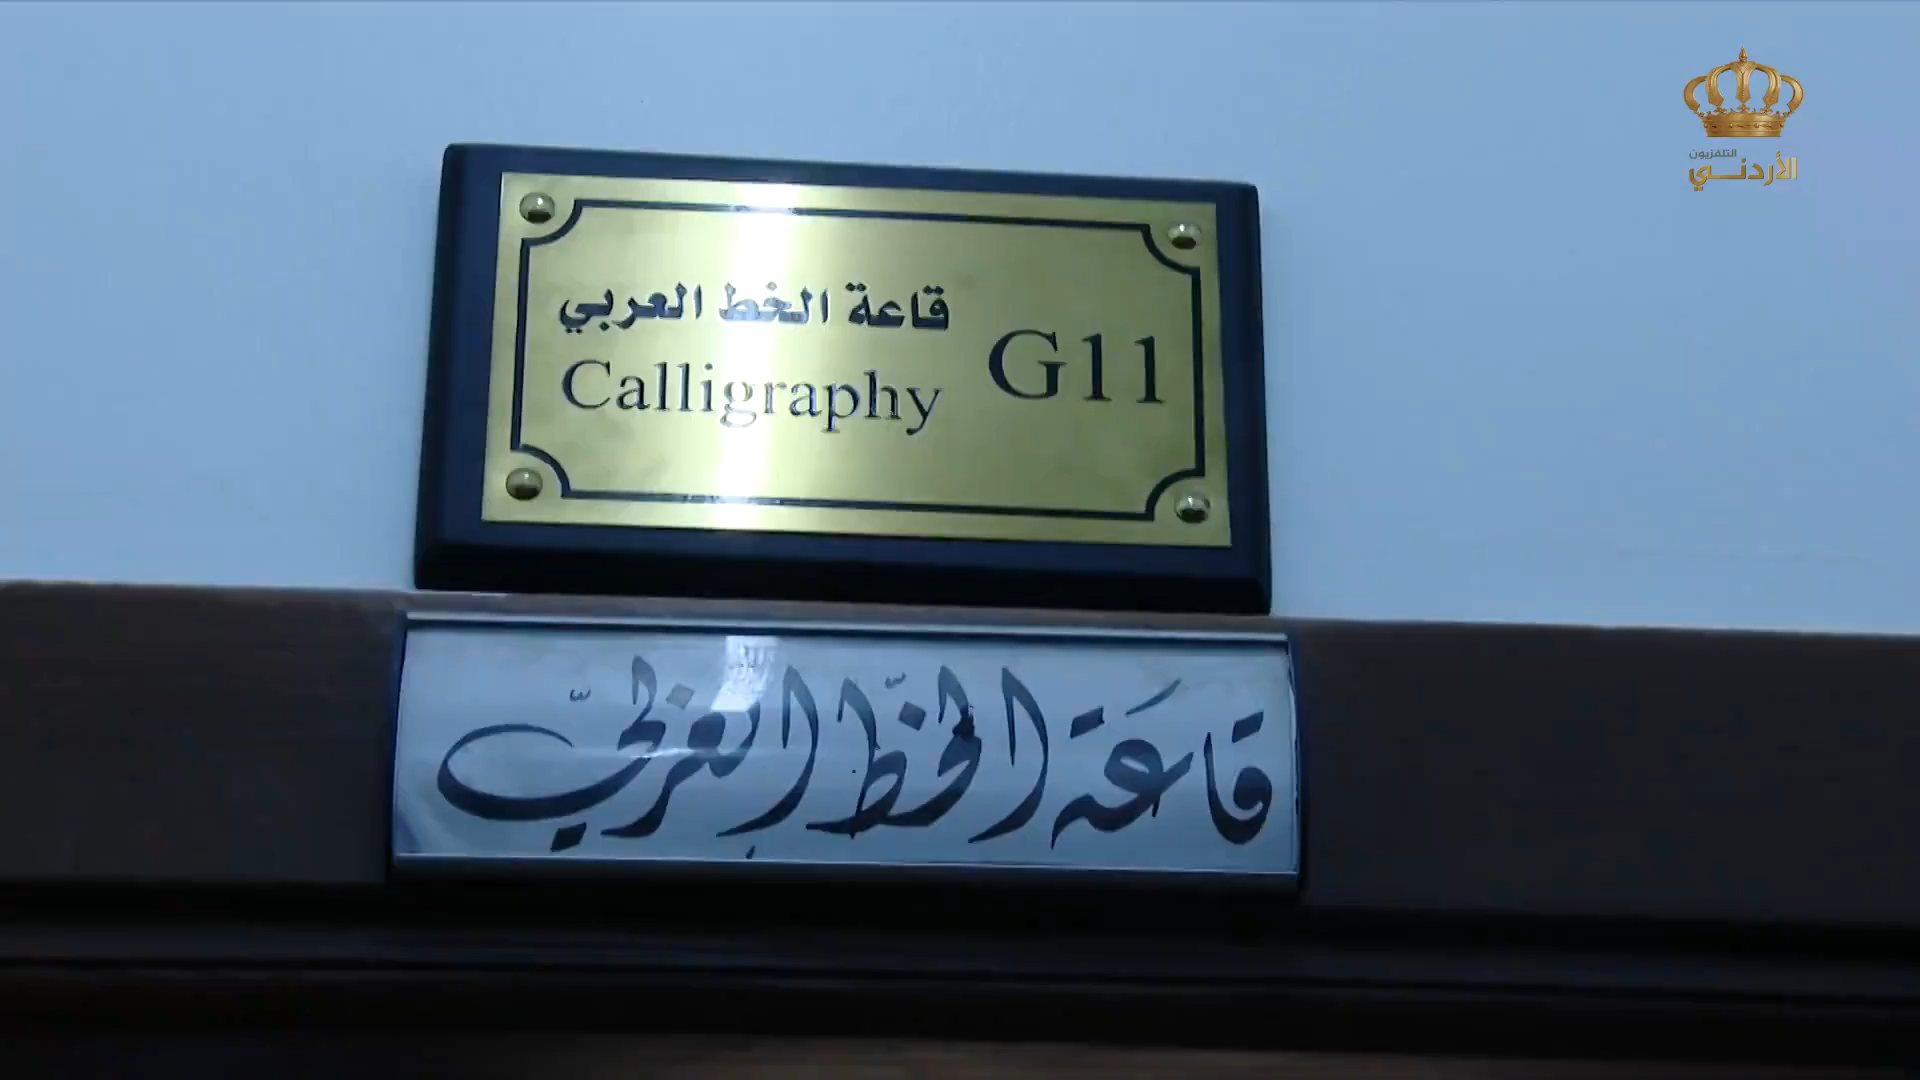 التلفزيون
الأردني
قاعة الخط العربي
Calligraphy
G11
قاعة الخطّ العربيّ